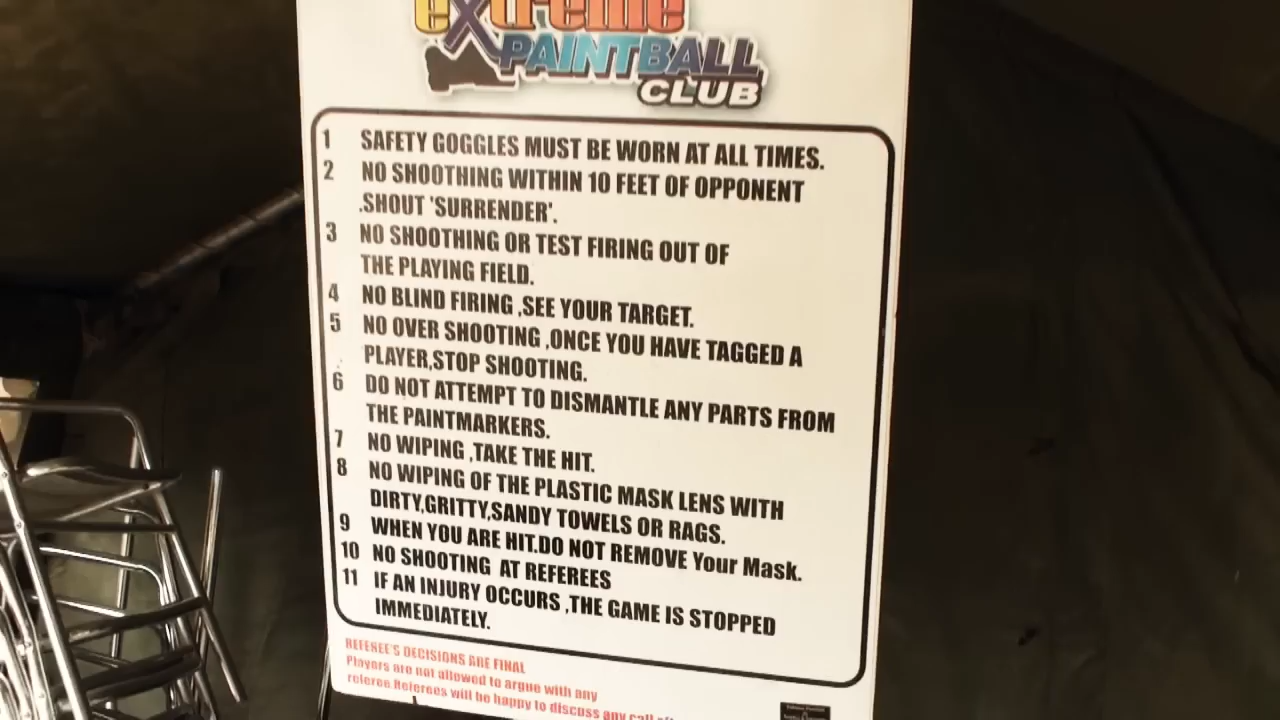 extreme
PAINTBALL
CLUB
1 SAFETY GOGGLES MUST BE WORN AT ALL TIMES.
2 NO SHOOTHING WITHIN 10 FEET OF OPPONENT
.SHOUT 'SURRENDER'.
3 NO SHOOTHING OR TEST FIRING OUT OF
THE PLAYING FIELD.
4 NO BLIND FIRING ,SEE YOUR TARGET.
5 NO OVER SHOOTING ,ONCE YOU HAVE TAGGED A
PLAYER,STOP SHOOTING.
6 DO NOT ATTEMPT TO DISMANTLE ANY PARTS FROM
THE PAINTMARKERS.
7 NO WIPING ,TAKE THE HIT.
8 NO WIPING OF THE PLASTIC MASK LENS WITH
DIRTY,GRITTY,SANDY TOWELS OR RAGS.
9 WHEN YOU ARE HIT.DO NOT REMOVE Your Mask.
10 NO SHOOTING AT REFEREES
11 IF AN INJURY OCCURS ,THE GAME IS STOPPED
IMMEDIATELY.
REFEREE'S DECISIONS ARE FINAL
Players are not allowed to argue with any
referee.Referees will be happy to discuss any call